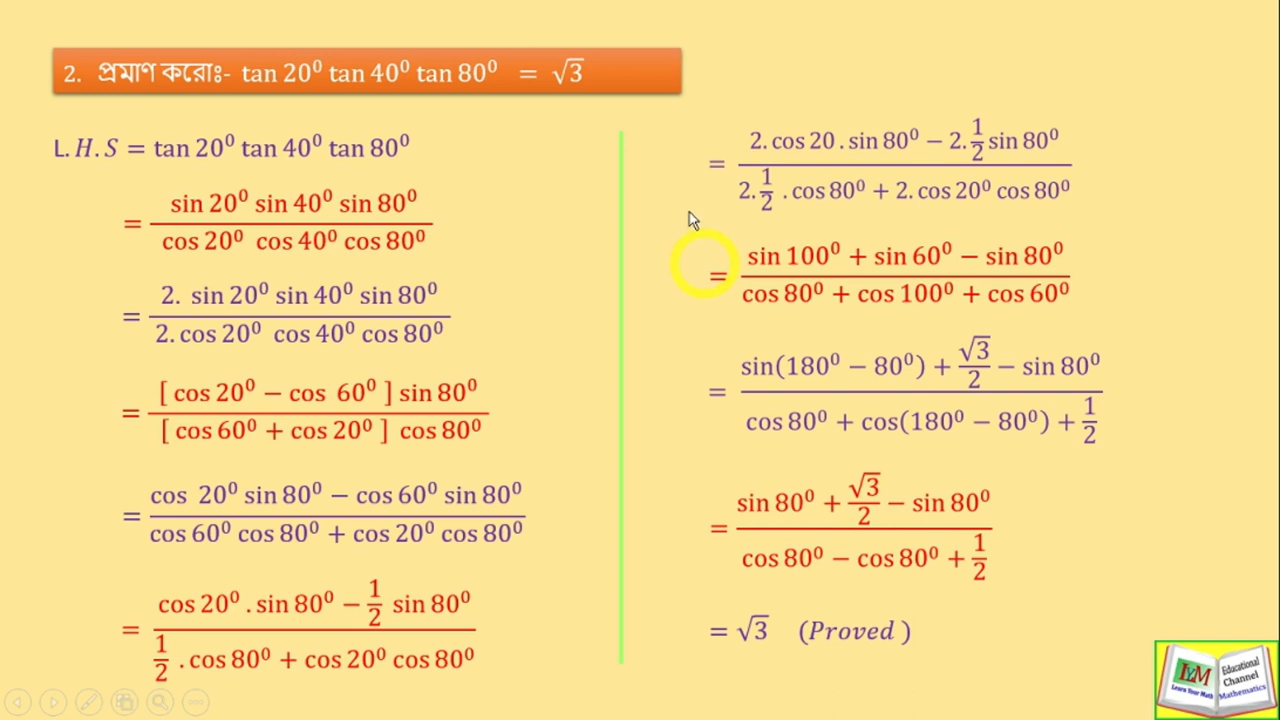 2. প্রমাণ করোঃ- tan 20⁰ tan 40⁰ tan 80⁰ = √3
L.H.S = tan 20⁰ tan 40⁰ tan 80⁰
= (sin 20⁰ sin 40⁰ sin 80⁰)/(cos 20⁰ cos 40⁰ cos 80⁰)
= (2. sin 20⁰ sin 40⁰ sin 80⁰)/(2. cos 20⁰ cos 40⁰ cos 80⁰)
= ([ cos 20⁰ − cos 60⁰ ] sin 80⁰)/([ cos 60⁰ + cos 20⁰ ] cos 80⁰)
= (cos 20⁰ sin 80⁰ − cos 60⁰ sin 80⁰)/(cos 60⁰ cos 80⁰ + cos 20⁰ cos 80⁰)
= (cos 20⁰ . sin 80⁰ − 1/2 sin 80⁰)/(1/2 . cos 80⁰ + cos 20⁰ cos 80⁰)
= (2. cos 20 . sin 80⁰ − 2. 1/2 sin 80⁰)/(2. 1/2 . cos 80⁰ + 2. cos 20⁰ cos 80⁰)
= (sin 100⁰ + sin 60⁰ − sin 80⁰)/(cos 80⁰ + cos 100⁰ + cos 60⁰)
= (sin(180⁰ − 80⁰) + √3/2 − sin 80⁰)/(cos 80⁰ + cos(180⁰ − 80⁰) + 1/2)
= (sin 80⁰ + √3/2 − sin 80⁰)/(cos 80⁰ − cos 80⁰ + 1/2)
= √3 (Proved )
LYM
Learn Your Math
Educational
Channel
Mathematics